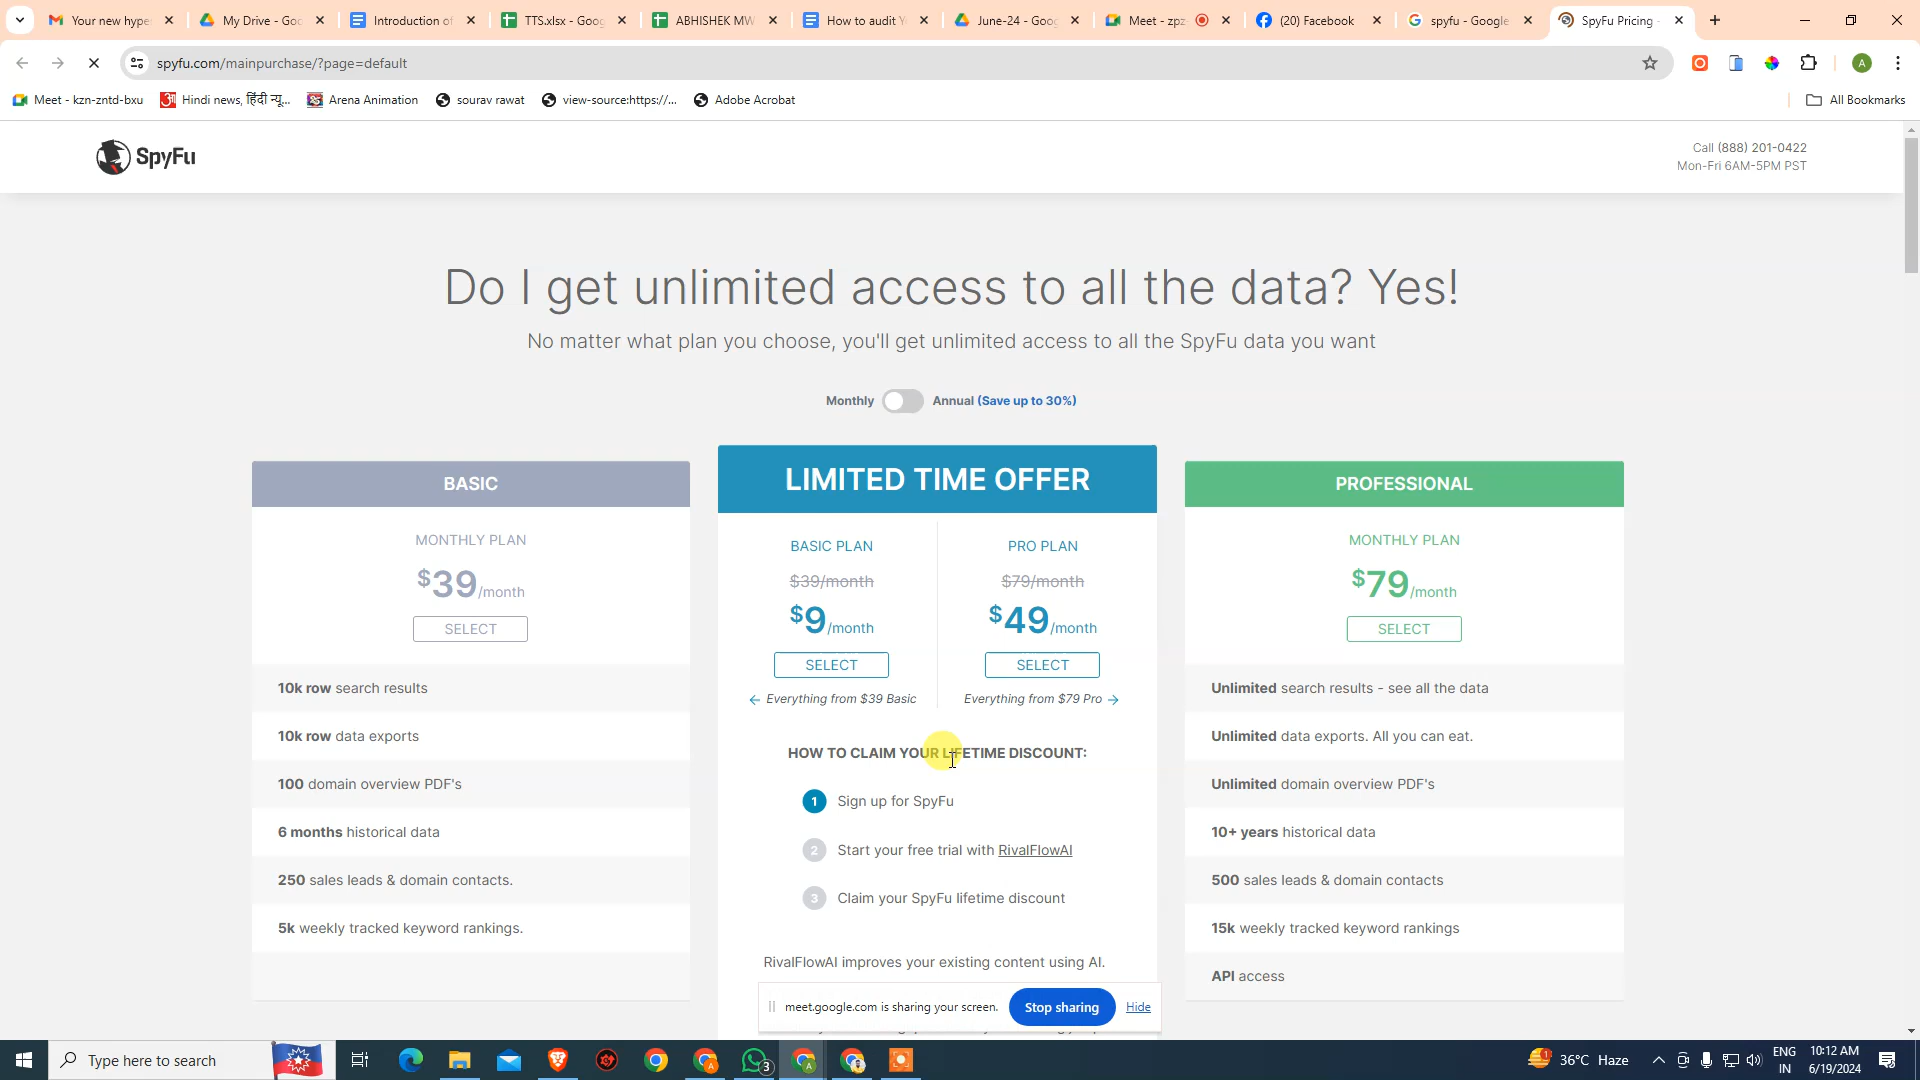 Your new hype
My Drive - Goo
Introduction of
TTS.xlsx - Goog
ABHISHEK MW
How to audit Y
June-24 - Goog
Meet - zpz-
(20) Facebook
spyfu - Google
SpyFu Pricing -
spyfu.com/mainpurchase/?page=default
A
Meet - kzn-zntd-bxu
Hindi news, हिंदी न्यू...
Arena Animation
sourav rawat
view-source:https://...
Adobe Acrobat
All Bookmarks
SpyFu
Call (888) 201-0422
Mon-Fri 6AM-5PM PST
Do I get unlimited access to all the data? Yes!
No matter what plan you choose, you'll get unlimited access to all the SpyFu data you want
Monthly
Annual (Save up to 30%)
BASIC
MONTHLY PLAN
$39/month
SELECT
10k row search results
10k row data exports
100 domain overview PDF's
6 months historical data
250 sales leads & domain contacts.
5k weekly tracked keyword rankings.
LIMITED TIME OFFER
BASIC PLAN
$39/month
$9/month
SELECT
← Everything from $39 Basic
PRO PLAN
$79/month
$49/month
SELECT
Everything from $79 Pro →
HOW TO CLAIM YOUR LIFETIME DISCOUNT:
1 Sign up for SpyFu
2 Start your free trial with RivalFlowAI
3 Claim your SpyFu lifetime discount
RivalFlowAI improves your existing content using AI.
PROFESSIONAL
MONTHLY PLAN
$79/month
SELECT
Unlimited search results - see all the data
Unlimited data exports. All you can eat.
Unlimited domain overview PDF's
10+ years historical data
500 sales leads & domain contacts
15k weekly tracked keyword rankings
API access
meet.google.com is sharing your screen.
Stop sharing
Hide
Type here to search
3
36°C Haze
ENG
IN
10:12 AM
6/19/2024